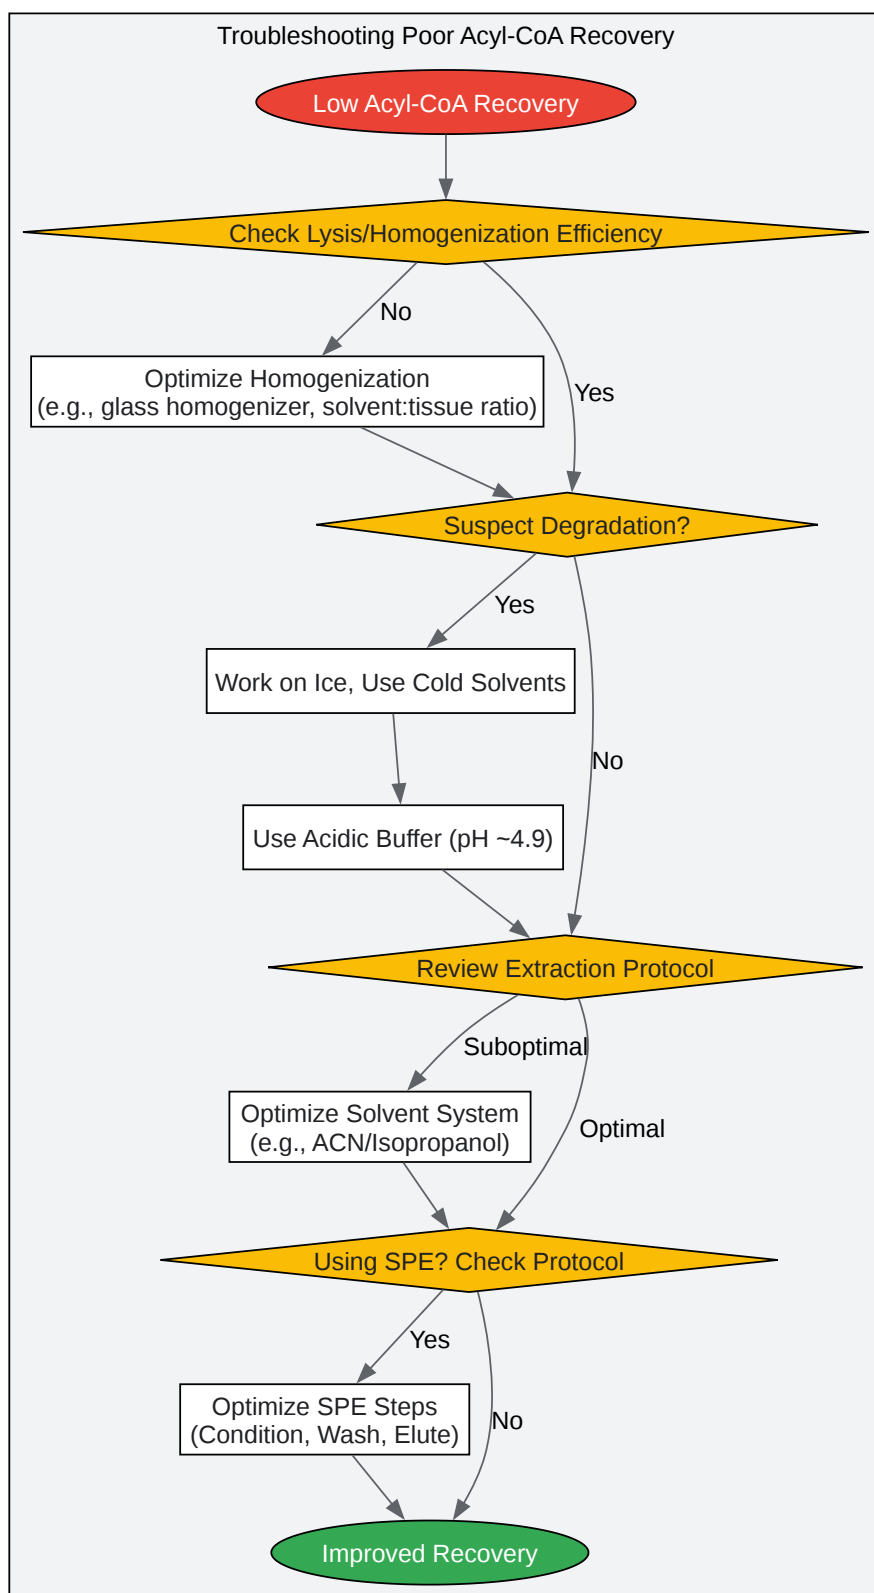 Troubleshooting Poor Acyl-CoA Recovery
Low Acyl-CoA Recovery
Check Lysis/Homogenization Efficiency
No
Optimize Homogenization
(e.g., glass homogenizer, solvent:tissue ratio)
Yes
Suspect Degradation?
Yes
Work on Ice, Use Cold Solvents
No
Use Acidic Buffer (pH ~4.9)
Review Extraction Protocol
Suboptimal
Optimize Solvent System
(e.g., ACN/Isopropanol)
Optimal
Using SPE? Check Protocol
Yes
Optimize SPE Steps
(Condition, Wash, Elute)
No
Improved Recovery